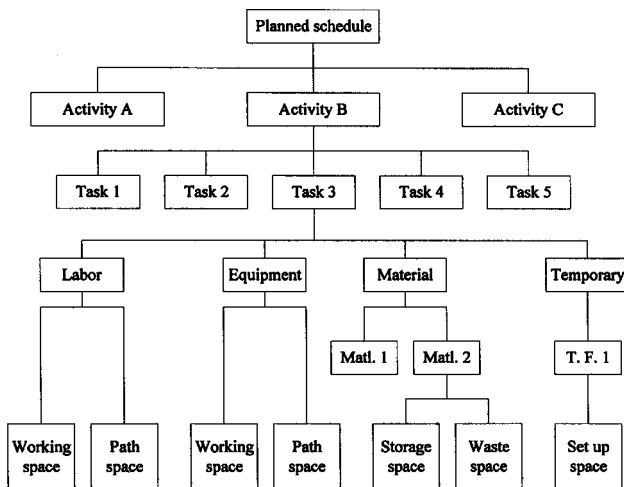 Planned schedule
Activity A
Activity B
Activity C
Task 1
Task 2
Task 3
Task 4
Task 5
Labor
Equipment
Material
Temporary
Matl. 1
Matl. 2
T. F. 1
Working
space
Path
space
Working
space
Path
space
Storage
space
Waste
space
Set up
space